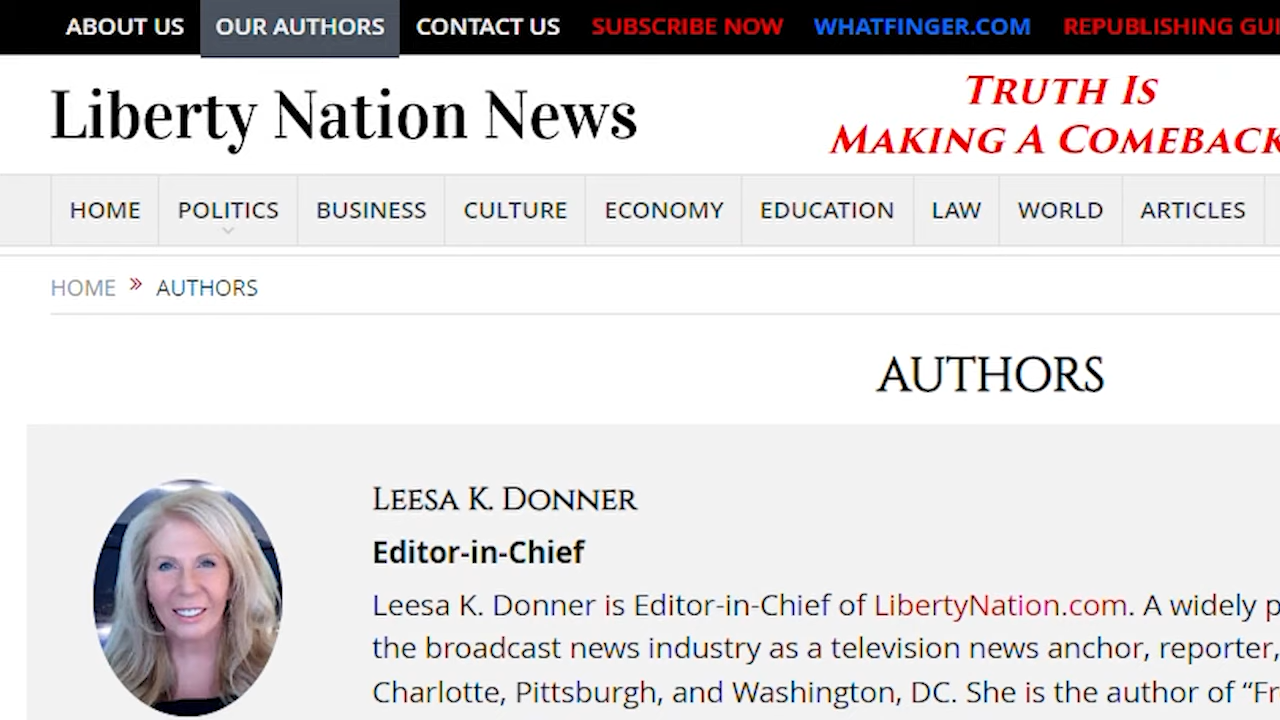 ABOUT US OUR AUTHORS CONTACT US SUBSCRIBE NOW WHATFINGER.COM REPUBLISHING
Liberty Nation News
TRUTH IS
MAKING A COMEBACK
HOME POLITICS BUSINESS CULTURE ECONOMY EDUCATION LAW WORLD ARTICLES
HOME » AUTHORS
AUTHORS
LEESA K. DONNER
Editor-in-Chief
Leesa K. Donner is Editor-in-Chief of LibertyNation.com. A widely
the broadcast news industry as a television news anchor, reporter,
Charlotte, Pittsburgh, and Washington, DC. She is the author of